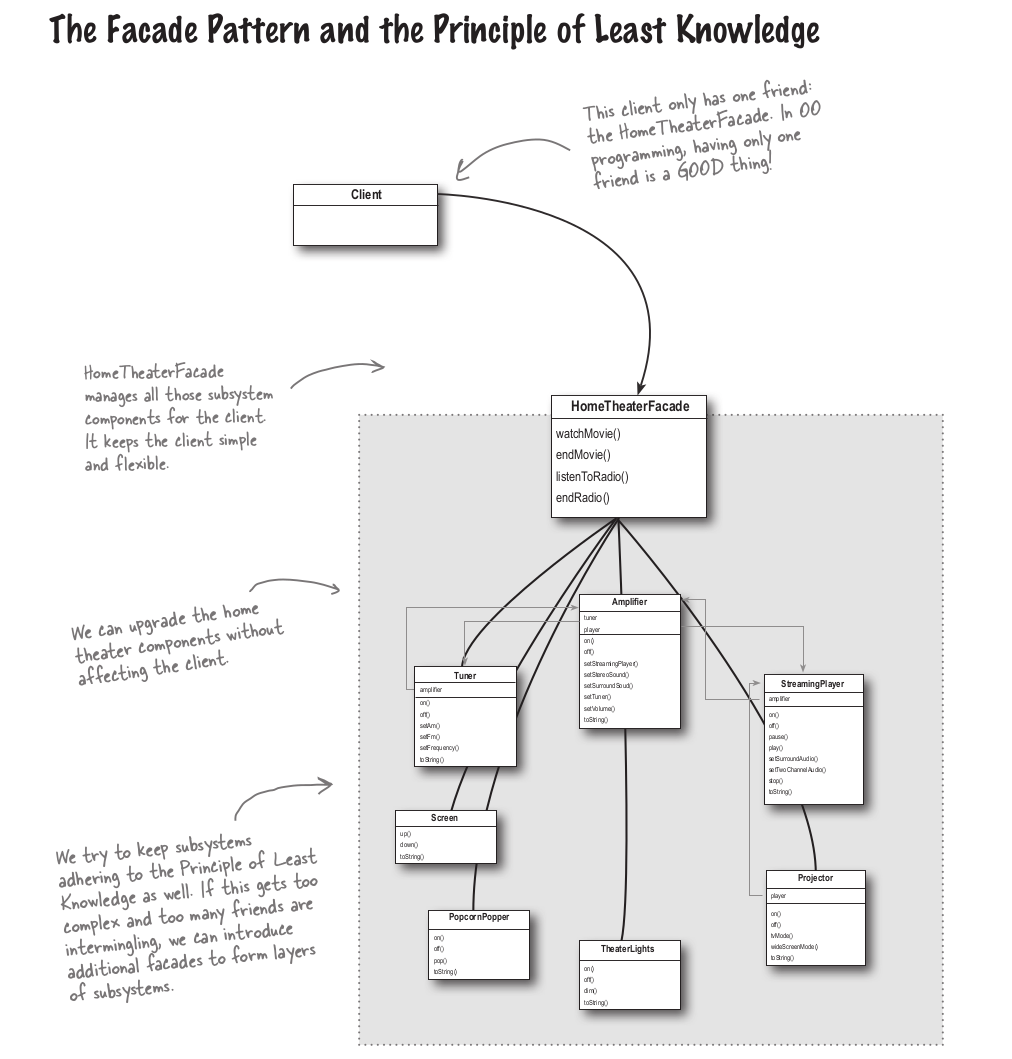 The Facade Pattern and the Principle of Least Knowledge
This client only has one friend:
the HomeTheaterFacade. In OO
programming, having only one
friend is a GOOD thing!
Client
HomeTheaterFacade
manages all those subsystem
components for the client.
It keeps the client simple
and flexible.
HomeTheaterFacade
watchMovie()
endMovie()
listenToRadio()
endRadio()
We can upgrade the home
theater components without
affecting the client.
Amplifier
tuner
player
on()
off()
setStreamingPlayer()
setStereoSound()
setSurroundSoud()
setTuner()
setVolume()
toString()
Tuner
amplifier
on()
off()
setAm()
setFm()
setFrequency()
toString()
StreamingPlayer
amplifier
on()
off()
pause()
play()
setSurroundAudio()
setTwoChannelAudio()
stop()
toString()
We try to keep subsystems
adhering to the Principle of Least
Knowledge as well. If this gets too
complex and too many friends are
intermingling, we can introduce
additional facades to form layers
of subsystems.
Screen
up()
down()
toString()
PopcornPopper
on()
off()
pop()
toString()
TheaterLights
on()
off()
dim()
toString()
Projector
player
on()
off()
tvMode()
wideScreenMode()
toString()